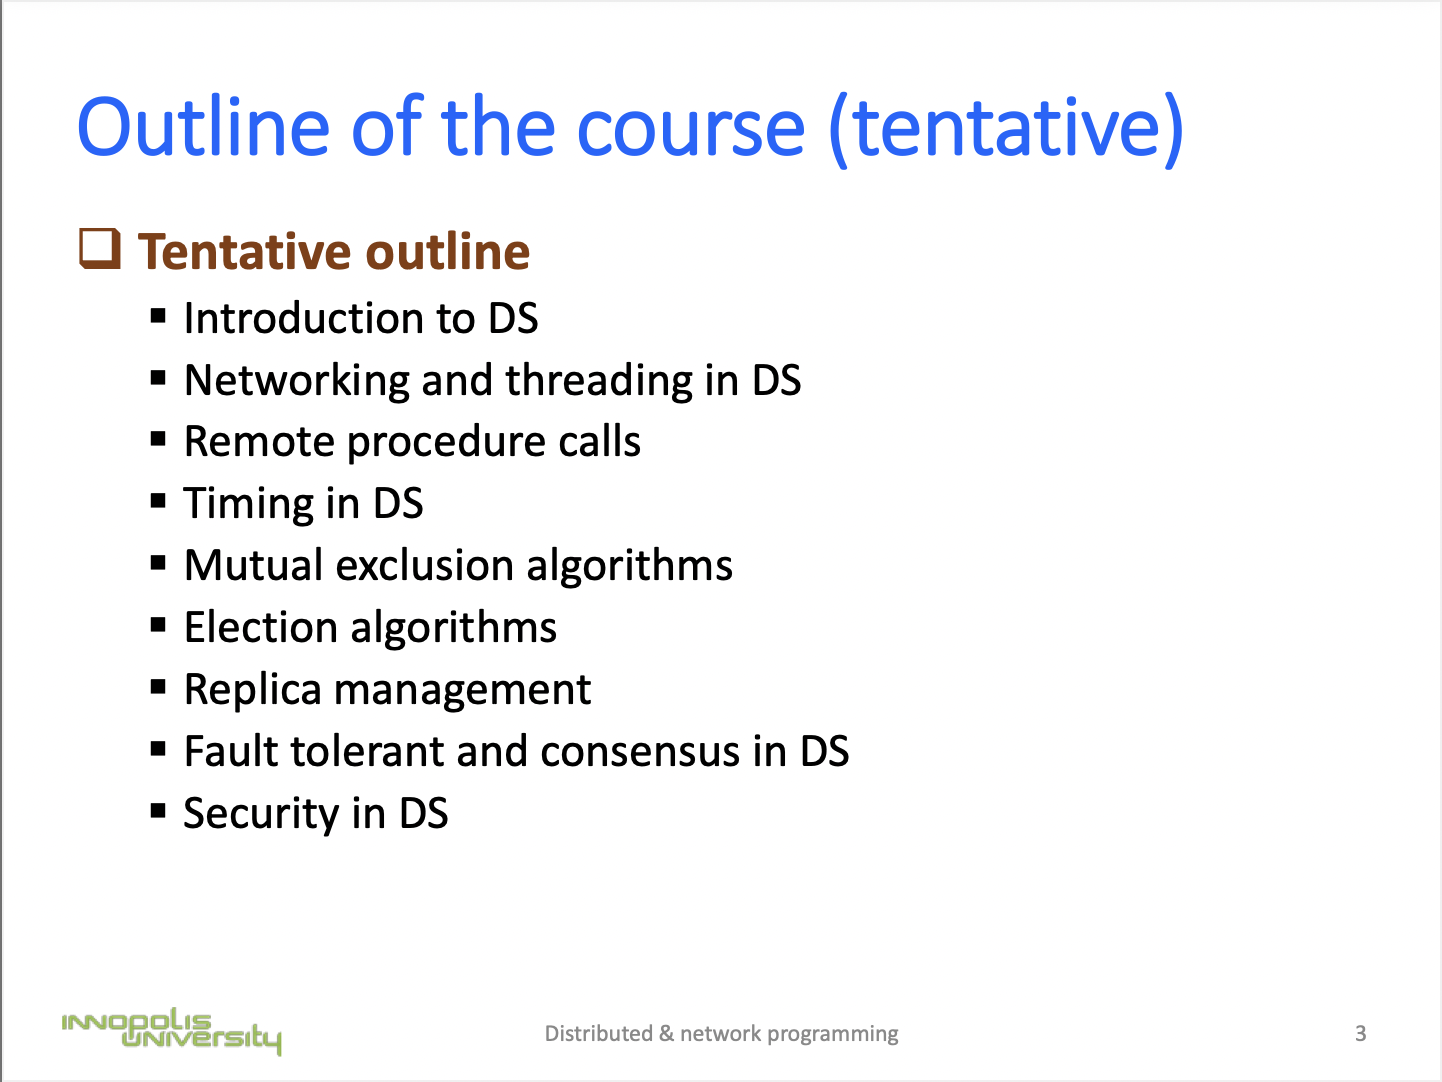 Outline of the course (tentative)
Tentative outline
Introduction to DS
Networking and threading in DS
Remote procedure calls
Timing in DS
Mutual exclusion algorithms
Election algorithms
Replica management
Fault tolerant and consensus in DS
Security in DS
INNOPOLIS
UNIVERSITY
Distributed & network programming
3